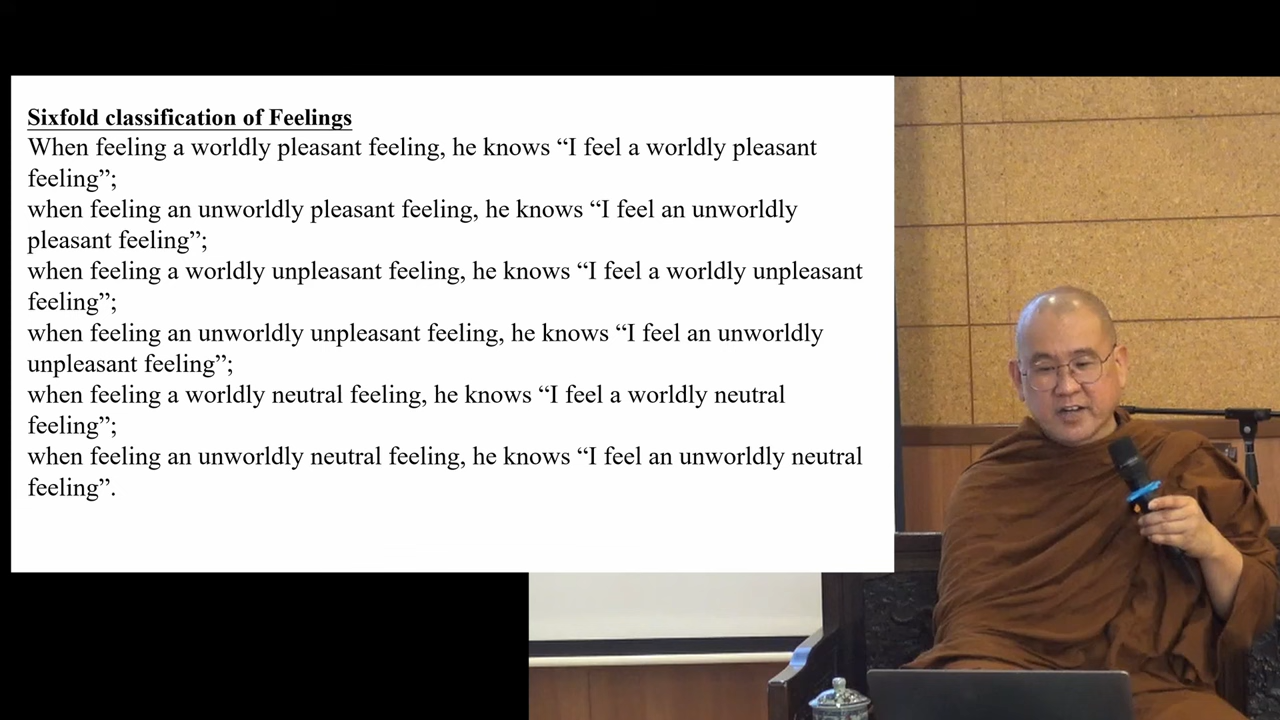 Sixfold classification of Feelings
When feeling a worldly pleasant feeling, he knows “I feel a worldly pleasant
feeling”;
when feeling an unworldly pleasant feeling, he knows “I feel an unworldly
pleasant feeling”;
when feeling a worldly unpleasant feeling, he knows “I feel a worldly unpleasant
feeling”;
when feeling an unworldly unpleasant feeling, he knows “I feel an unworldly
unpleasant feeling”;
when feeling a worldly neutral feeling, he knows “I feel a worldly neutral
feeling”;
when feeling an unworldly neutral feeling, he knows “I feel an unworldly neutral
feeling”.